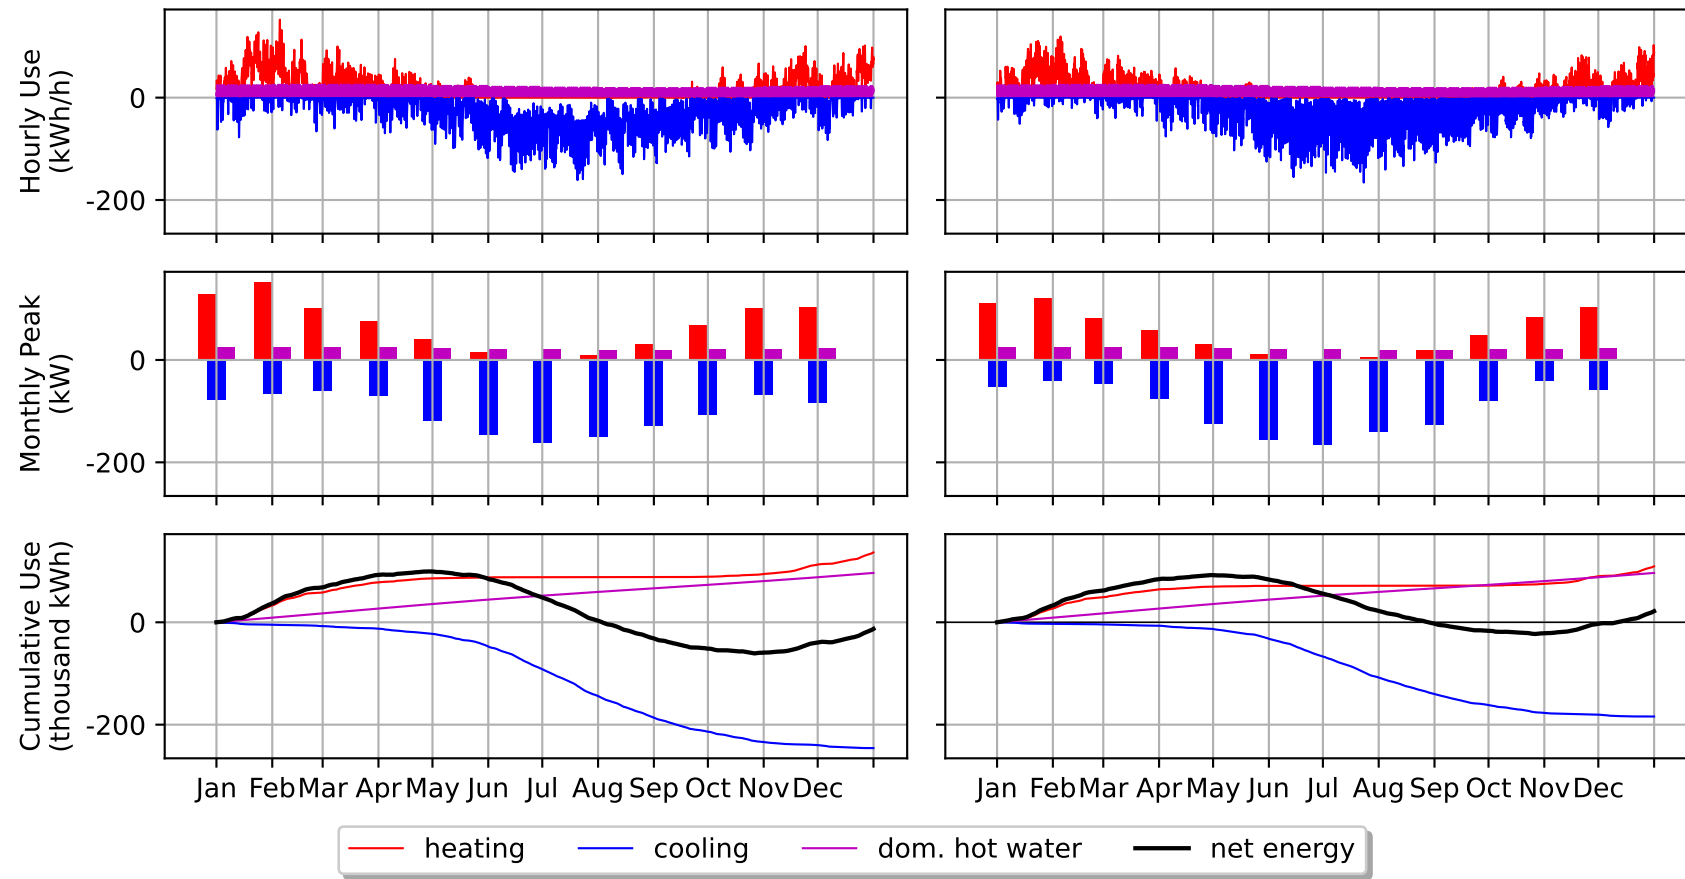 Hourly Use
(kWh/h)
0
-200
Monthly Peak
(kW)
0
-200
Cumulative Use
(thousand kWh)
0
-200
Jan Feb Mar Apr May Jun Jul Aug Sep Oct Nov Dec
Jan Feb Mar Apr May Jun Jul Aug Sep Oct Nov Dec
heating cooling dom. hot water net energy